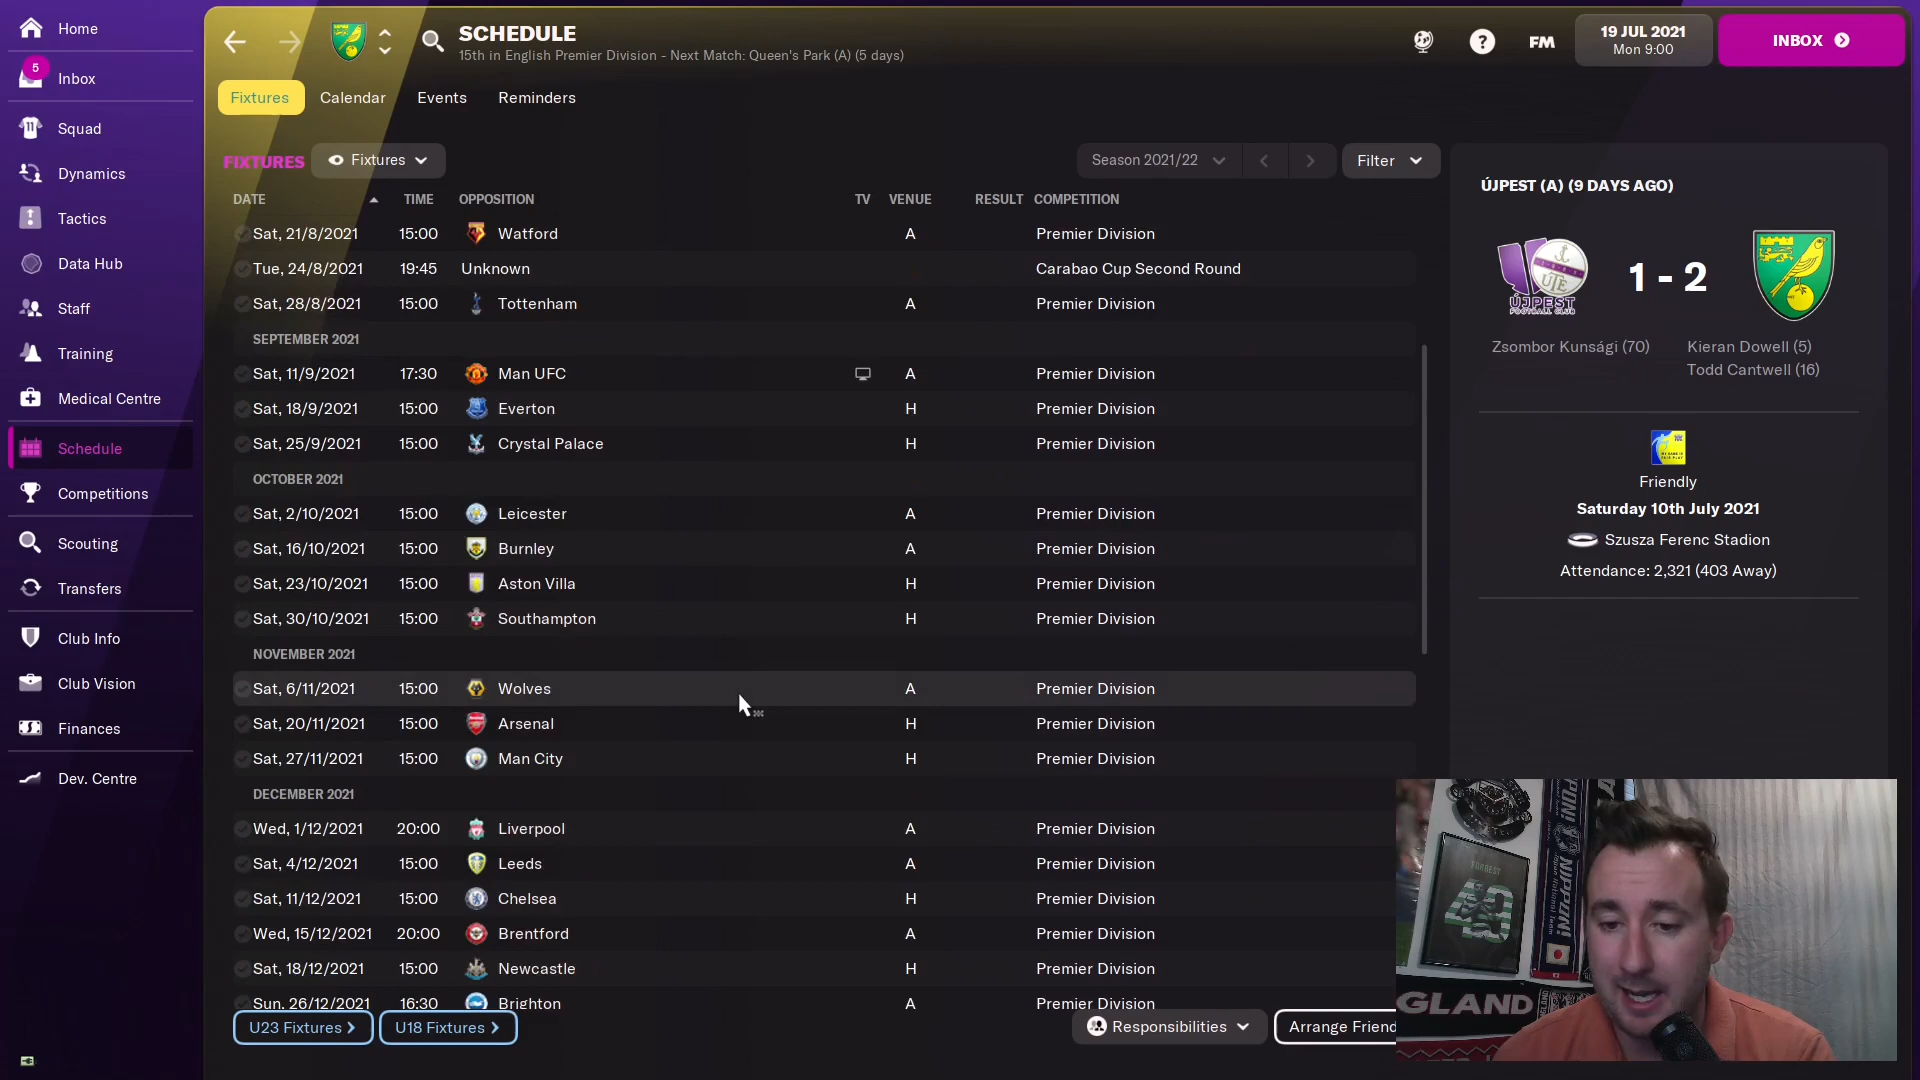 Home
5
Inbox
Squad
Dynamics
Tactics
Data Hub
Staff
Training
Medical Centre
Schedule
Competitions
Scouting
Transfers
Club Info
Club Vision
Finances
Dev. Centre
SCHEDULE
15th in English Premier Division - Next Match: Queen's Park (A) (5 days)
? FM
19 JUL 2021
Mon 9:00
INBOX
Fixtures Calendar Events Reminders
FIXTURES Fixtures Season 2021/22 Filter
DATE TIME OPPOSITION TV VENUE RESULT COMPETITION
Sat, 21/8/2021 15:00 Watford A Premier Division
Tue, 24/8/2021 19:45 Unknown Carabao Cup Second Round
Sat, 28/8/2021 15:00 Tottenham A Premier Division
SEPTEMBER 2021
Sat, 11/9/2021 17:30 Man UFC A Premier Division
Sat, 18/9/2021 15:00 Everton H Premier Division
Sat, 25/9/2021 15:00 Crystal Palace H Premier Division
OCTOBER 2021
Sat, 2/10/2021 15:00 Leicester A Premier Division
Sat, 16/10/2021 15:00 Burnley A Premier Division
Sat, 23/10/2021 15:00 Aston Villa H Premier Division
Sat, 30/10/2021 15:00 Southampton H Premier Division
NOVEMBER 2021
Sat, 6/11/2021 15:00 Wolves A Premier Division
Sat, 20/11/2021 15:00 Arsenal H Premier Division
Sat, 27/11/2021 15:00 Man City H Premier Division
DECEMBER 2021
Wed, 1/12/2021 20:00 Liverpool A Premier Division
Sat, 4/12/2021 15:00 Leeds A Premier Division
Sat, 11/12/2021 15:00 Chelsea H Premier Division
Wed, 15/12/2021 20:00 Brentford A Premier Division
Sat, 18/12/2021 15:00 Newcastle H Premier Division
Sun, 26/12/2021 16:30 Brighton A Premier Division
U23 Fixtures U18 Fixtures Responsibilities Arrange Friend
ÚJPEST (A) (9 DAYS AGO)
UTE
ÚJPEST
FOOTBALL CLUB
1 - 2
Zsombor Kunsági (70)
Kieran Dowell (5)
Todd Cantwell (16)
Friendly
Saturday 10th July 2021
Szusza Ferenc Stadion
Attendance: 2,321 (403 Away)
FORREST
49
NIPPON!
NIPPON!
GLAND